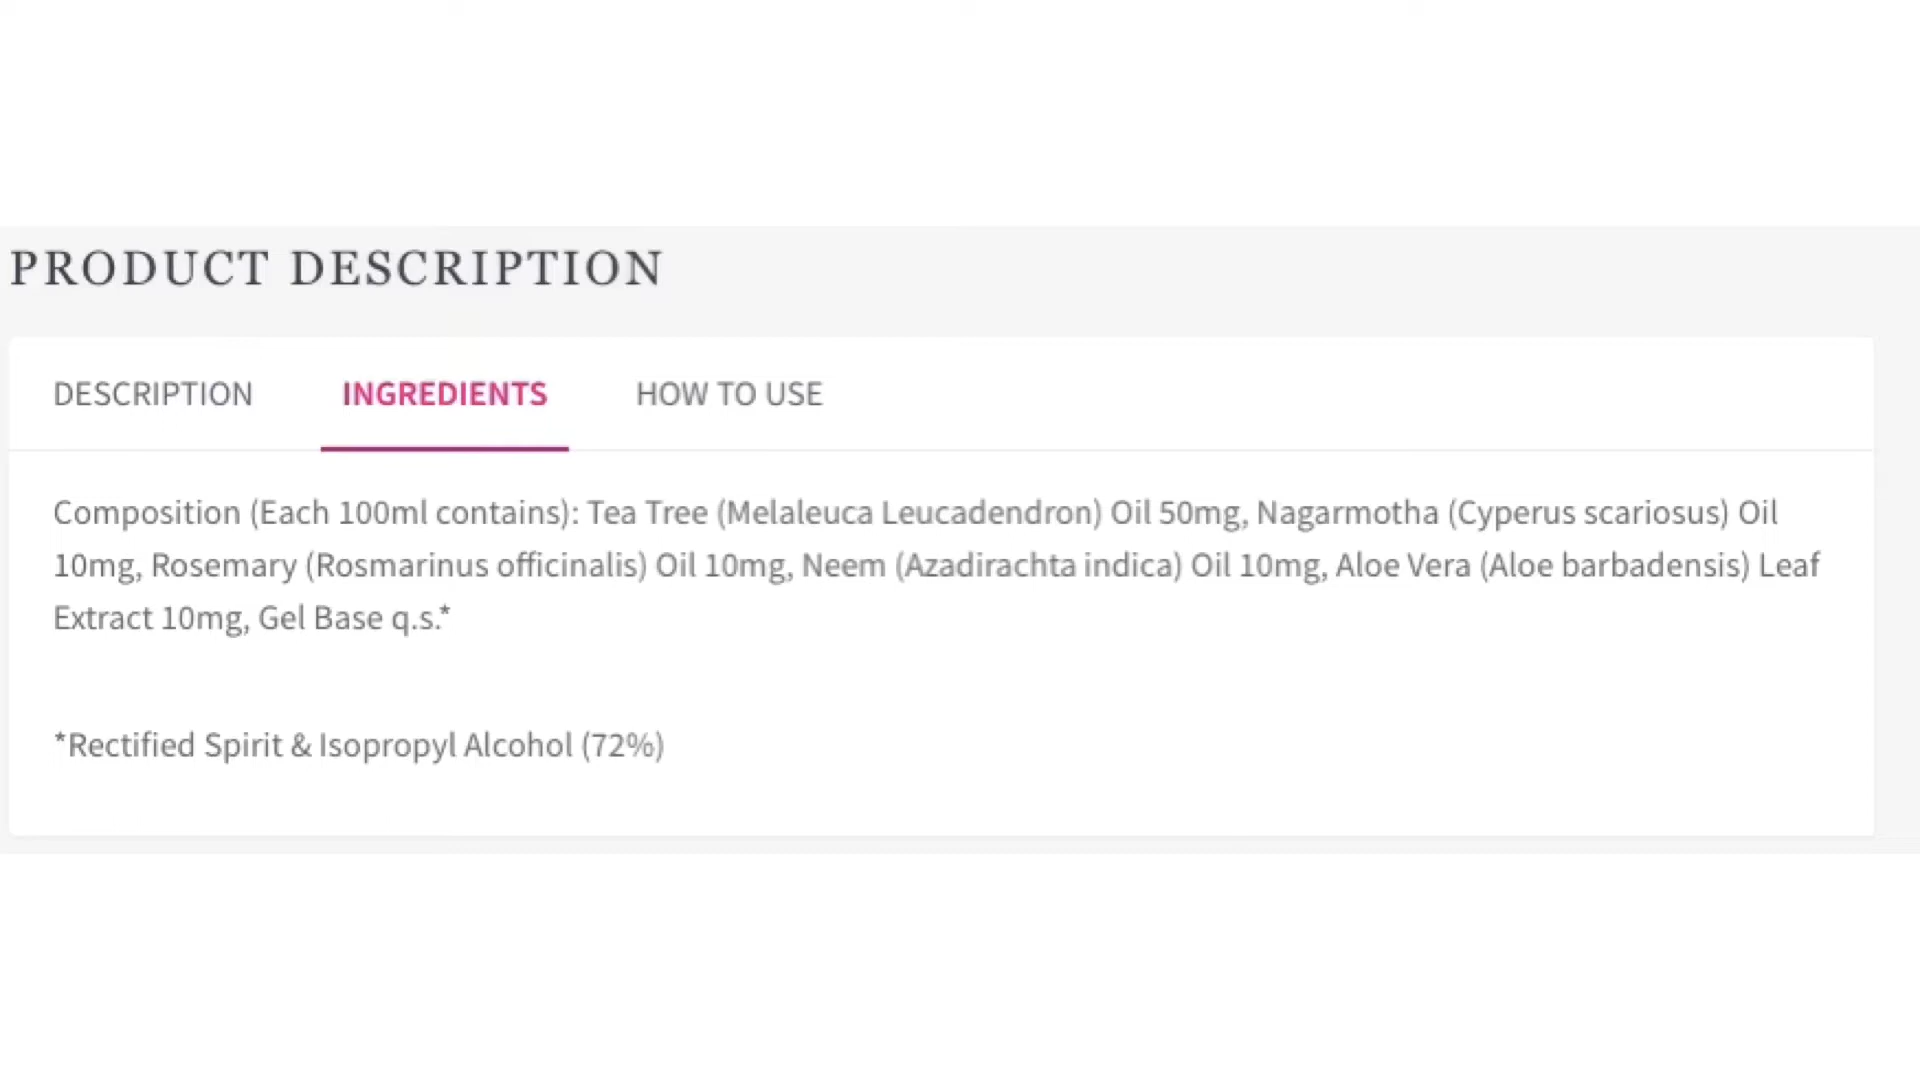 PRODUCT DESCRIPTION
DESCRIPTION INGREDIENTS HOW TO USE
Composition (Each 100ml contains): Tea Tree (Melaleuca Leucadendron) Oil 50mg, Nagarmotha (Cyperus scariosus) Oil
10mg, Rosemary (Rosmarinus officinalis) Oil 10mg, Neem (Azadirachta indica) Oil 10mg, Aloe Vera (Aloe barbadensis) Leaf
Extract 10mg, Gel Base q.s.*
*Rectified Spirit & Isopropyl Alcohol (72%)